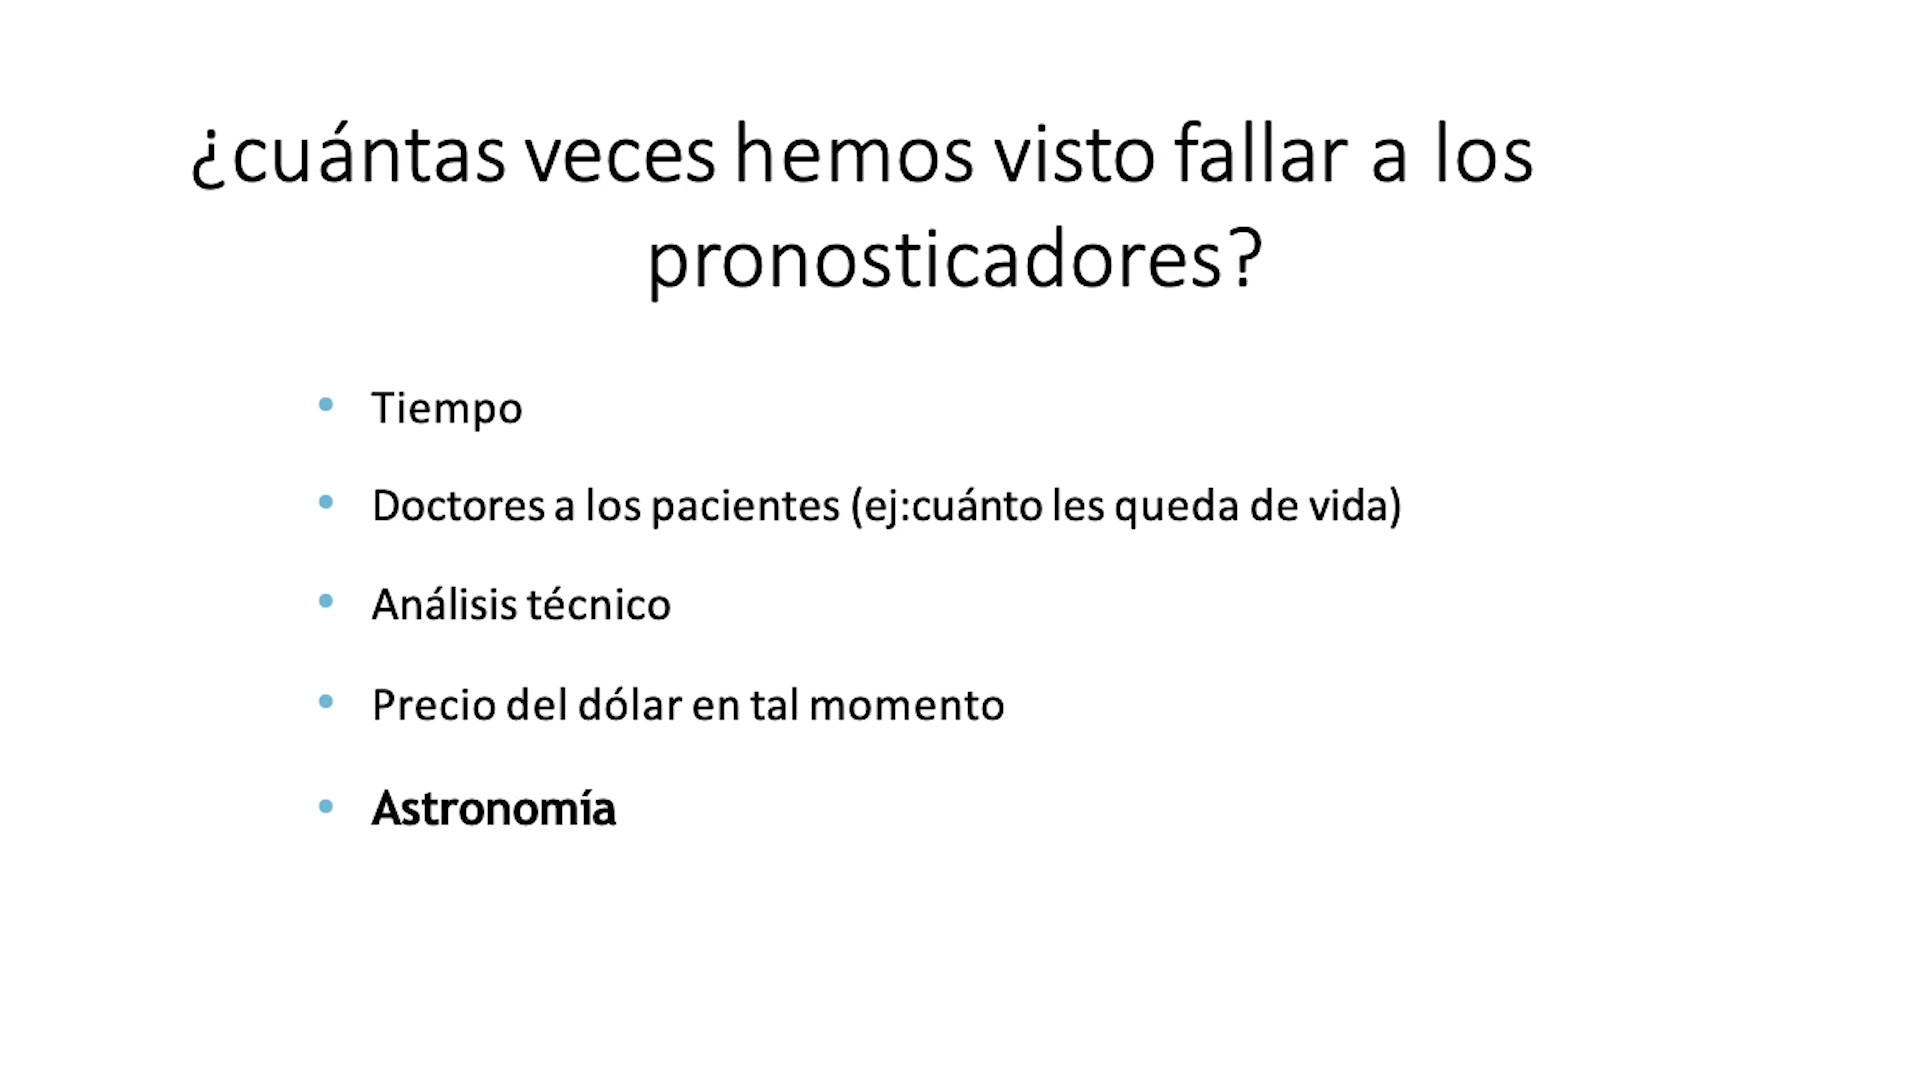 ¿cuántas veces hemos visto fallar a los
pronosticadores?
• Tiempo
• Doctores a los pacientes (ej:cuánto les queda de vida)
• Análisis técnico
• Precio del dólar en tal momento
• Astronomía